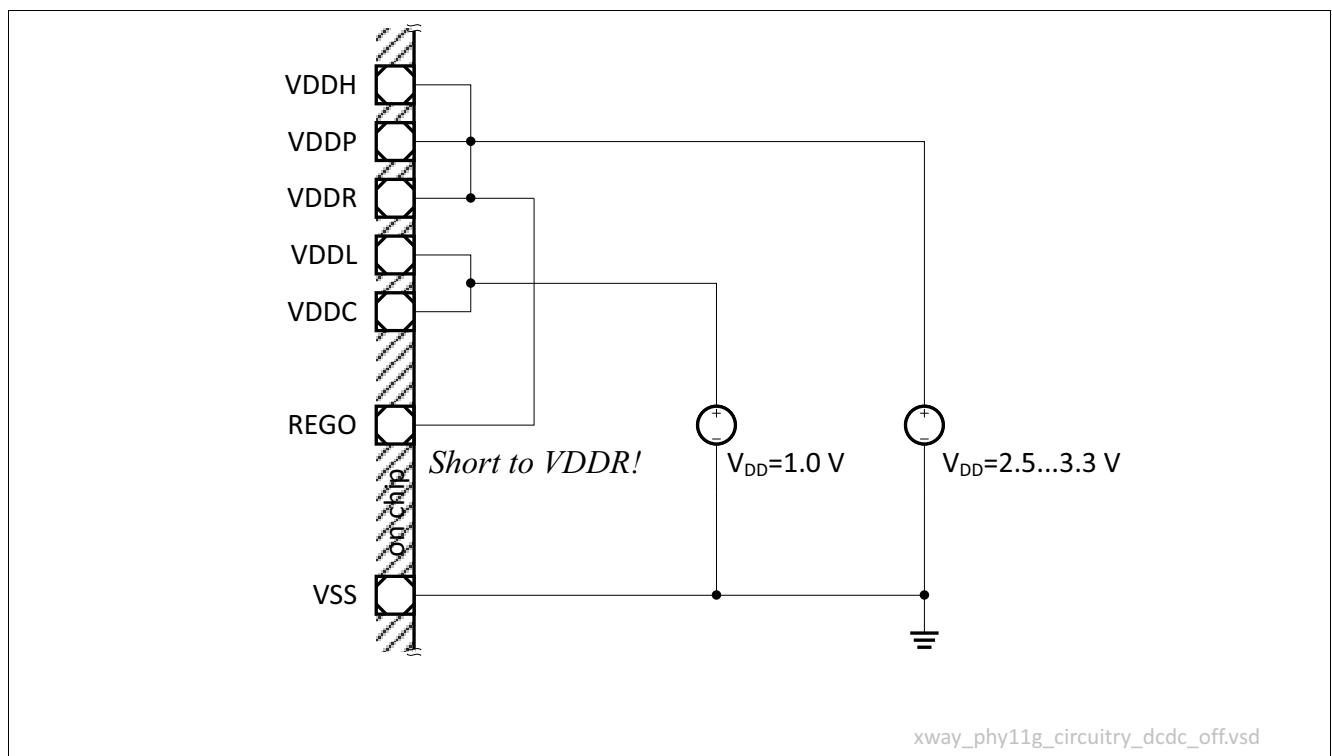 VDDH
VDDP
VDDR
VDDL
VDDC
REGO
Short to VDDR!
on chip
+
−
VDD=1.0 V
+
−
VDD=2.5...3.3 V
VSS
xway_phy11g_circuitry_dcdc_off.vsd